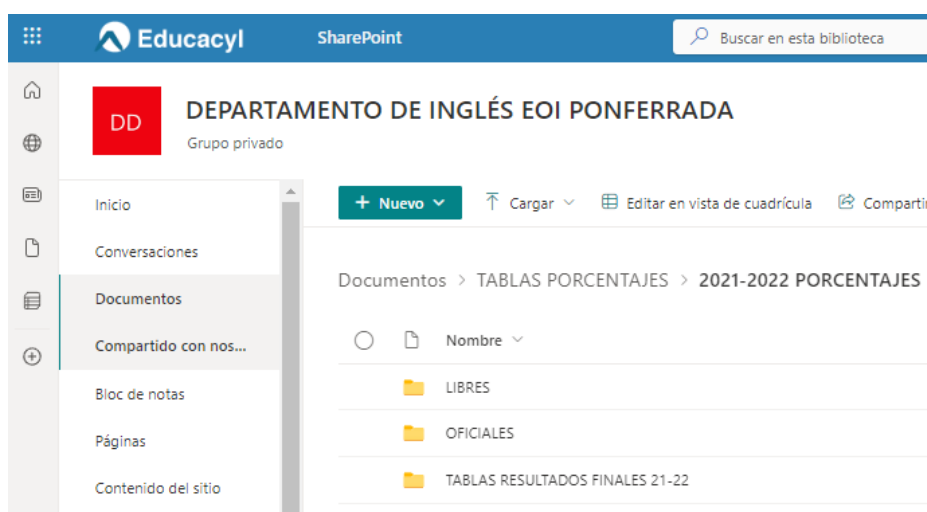 Educacyl
SharePoint
Buscar en esta biblioteca
DD
DEPARTAMENTO DE INGLÉS EOI PONFERRADA
Grupo privado
Inicio
Conversaciones
Documentos
Compartido con nos...
Bloc de notas
Páginas
Contenido del sitio
+ Nuevo
Cargar
Editar en vista de cuadrícula
Compartir
Documentos > TABLAS PORCENTAJES > 2021-2022 PORCENTAJES
Nombre
LIBRES
OFICIALES
TABLAS RESULTADOS FINALES 21-22